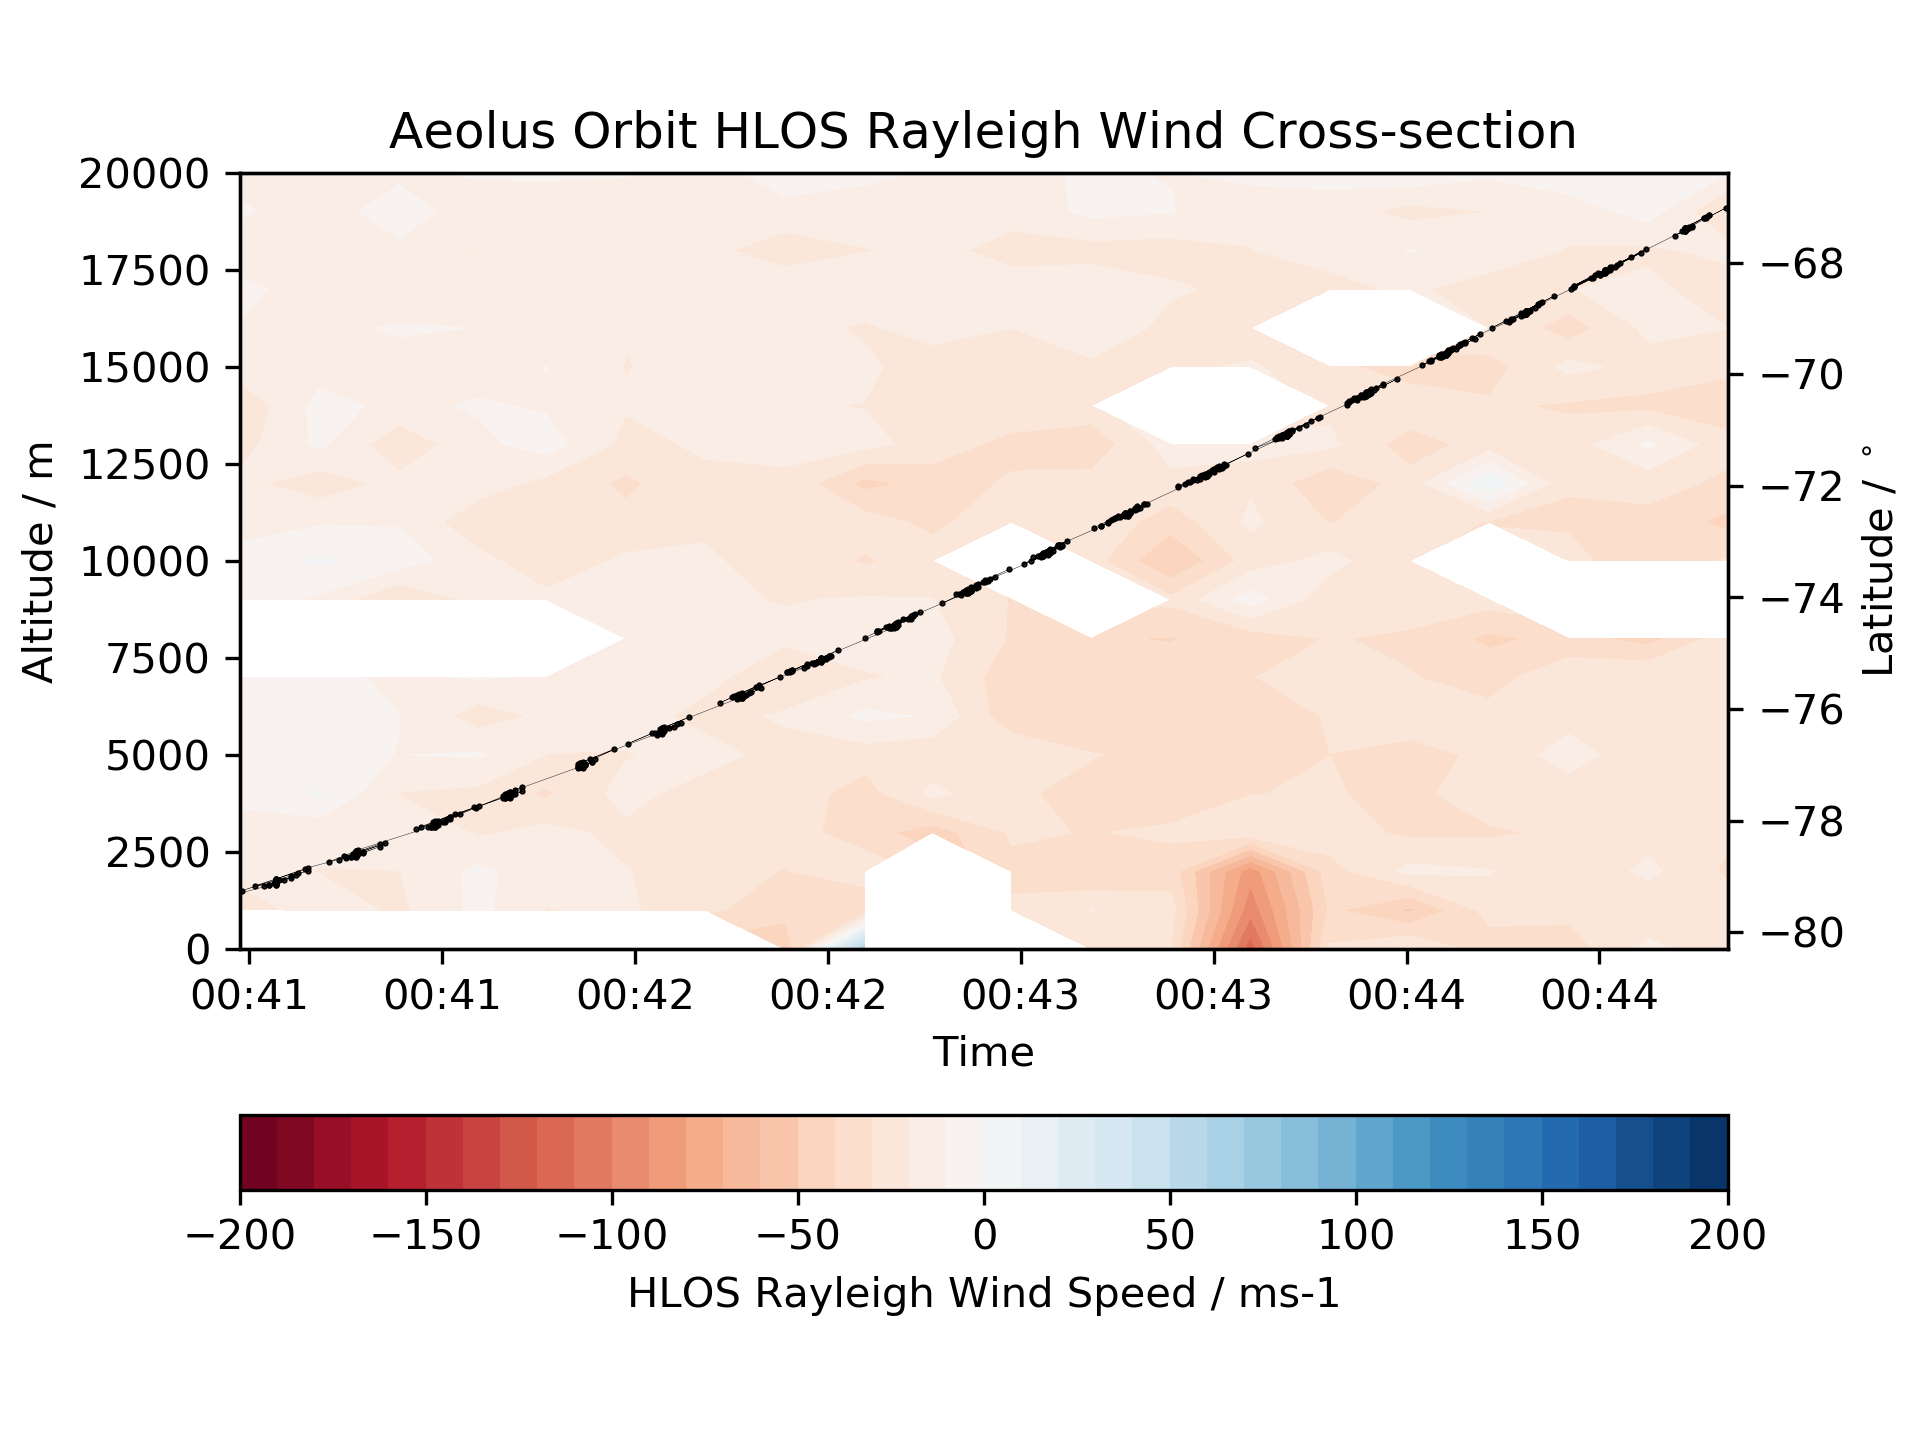 Aeolus Orbit HLOS Rayleigh Wind Cross-section
20000
17500
15000
12500
10000
7500
5000
2500
0
Altitude / m
−68
−70
−72
−74
−76
−78
−80
Latitude / °
00:41 00:41 00:42 00:42 00:43 00:43 00:44 00:44
Time
−200 −150 −100 −50 0 50 100 150 200
HLOS Rayleigh Wind Speed / ms-1